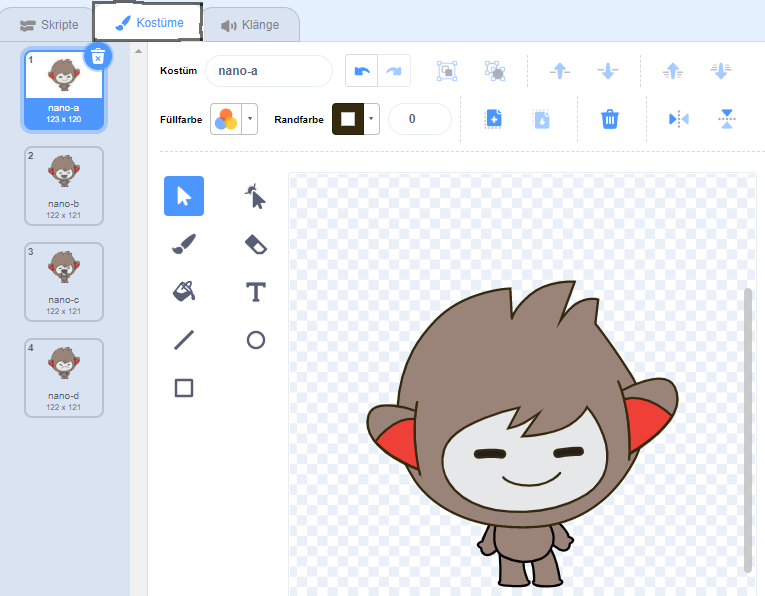 Skripte
Kostüme
Klänge
1
nano-a
123 x 120
2
nano-b
122 x 121
3
nano-c
122 x 121
4
nano-d
122 x 121
Kostüm
nano-a
Füllfarbe
Randfarbe
0
T